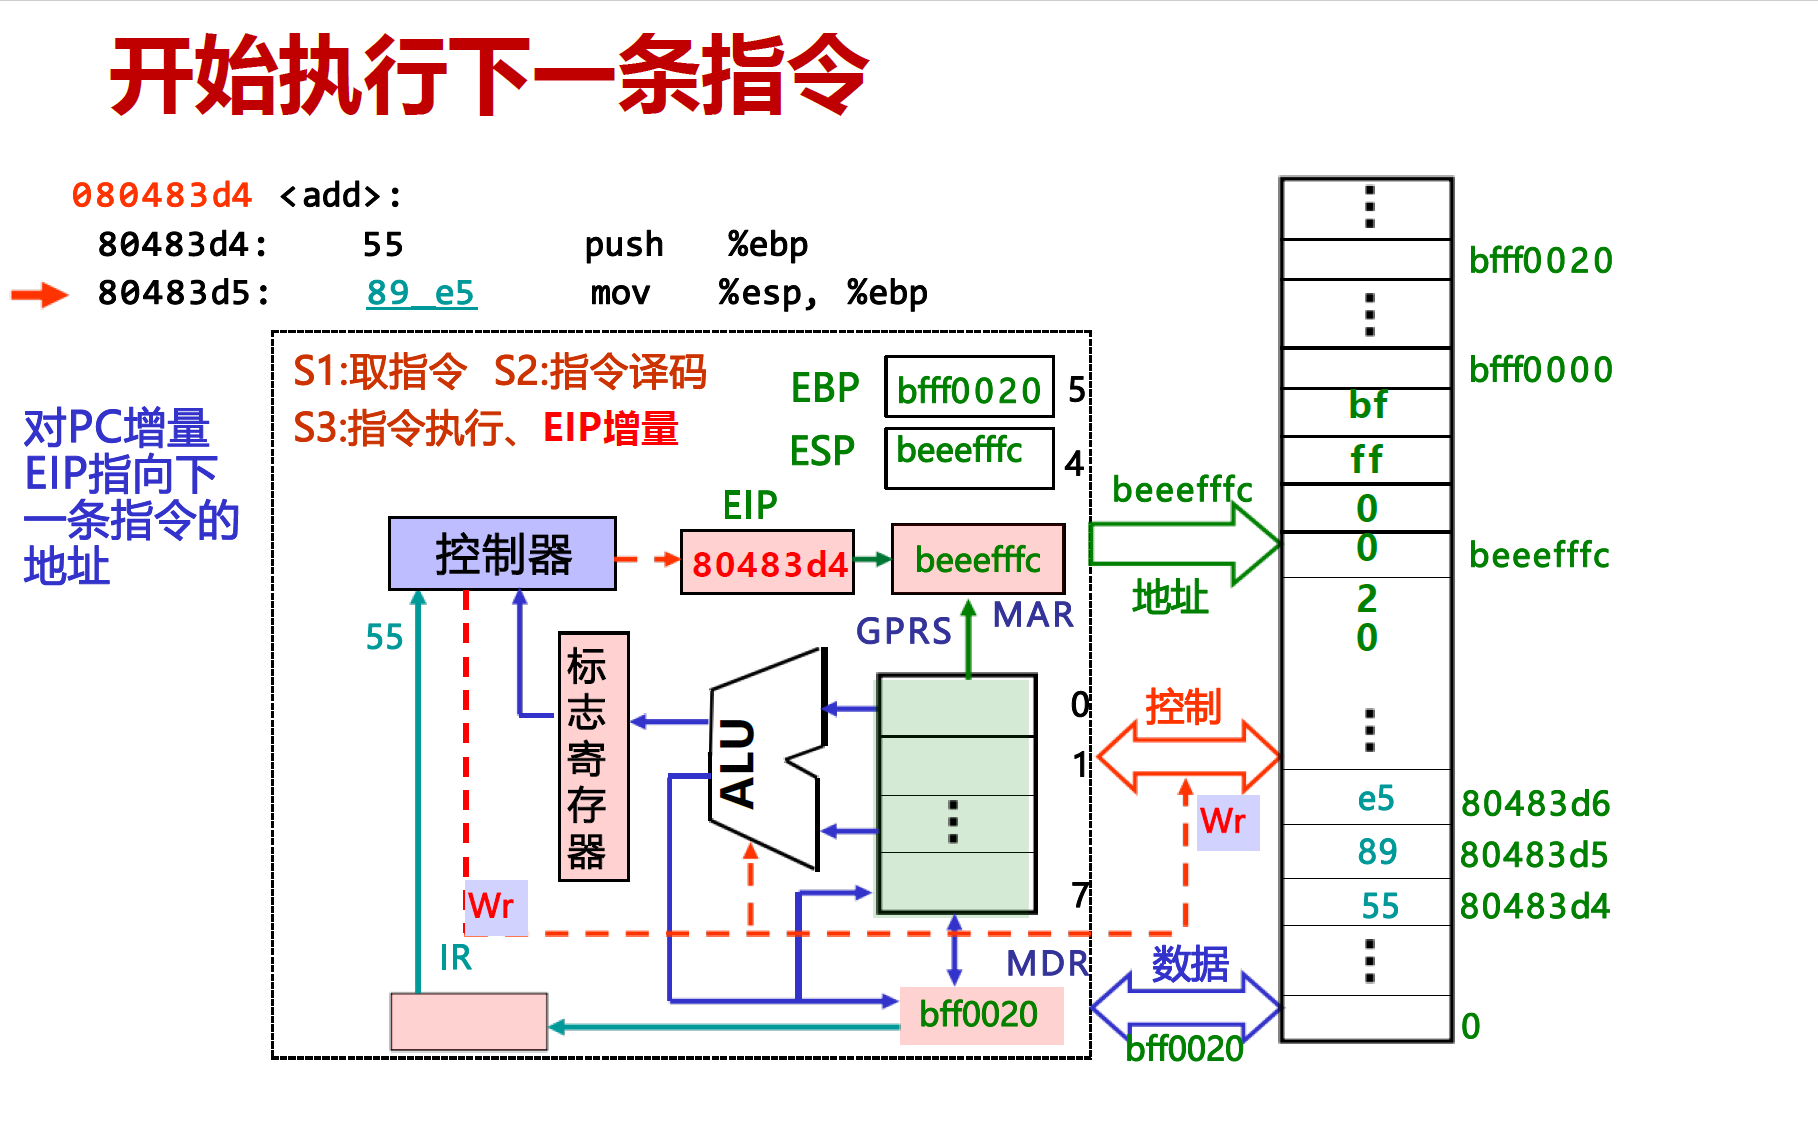 开始执行下一条指令
080483d4 <add>:
80483d4: 55 push %ebp
80483d5: 89 e5 mov %esp, %ebp
S1:取指令 S2:指令译码
S3:指令执行、EIP增量
对PC增量
EIP指向下
一条指令的
地址
EBP bfff0020 5
ESP beeefffc 4
EIP
控制器
80483d4
beeefffc
MAR
GPRS
55
标
志
寄
存
器
ALU
0
1
7
Wr
IR
MDR
bff0020
beeefffc
地址
控制
Wr
数据
bff0020
bfff0020
bfff0000
bf
ff
0
0 beeefffc
2
0
e5 80483d6
89 80483d5
55 80483d4
0